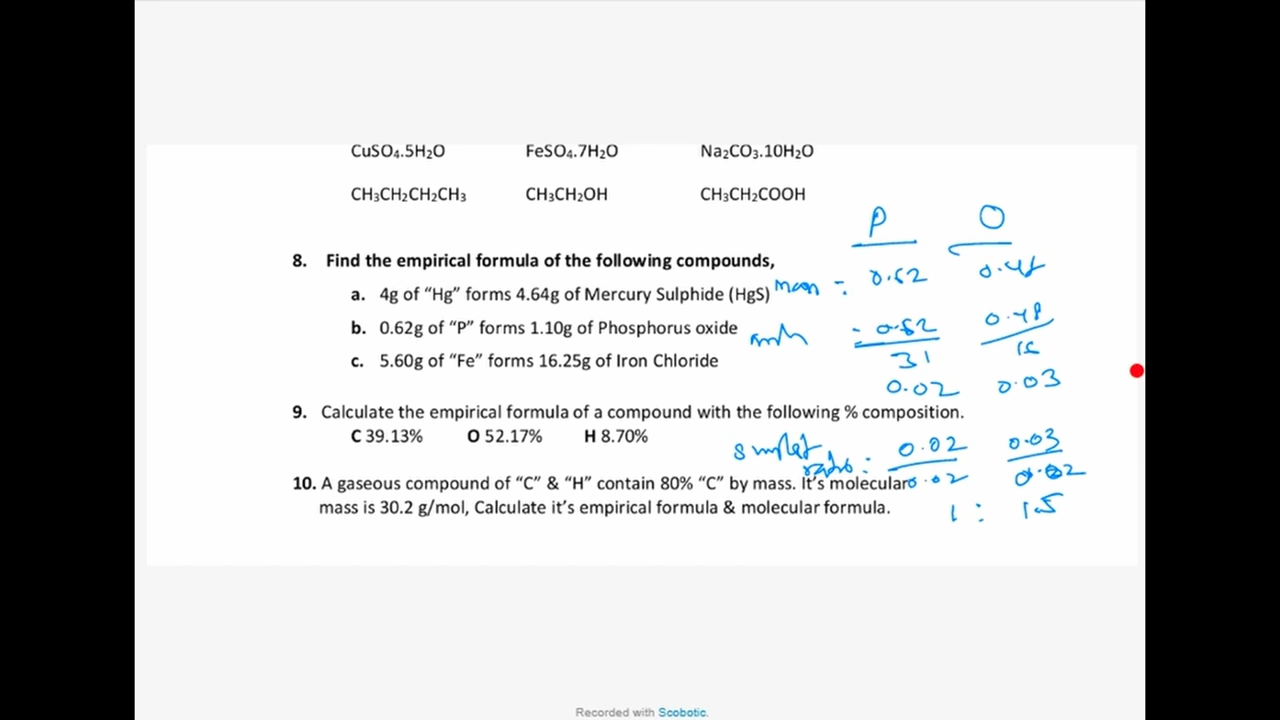 CuSO₄.5H₂O FeSO₄.7H₂O Na₂CO₃.10H₂O
CH₃CH₂CH₂CH₃ CH₃CH₂OH CH₃CH₂COOH
P O
8. Find the empirical formula of the following compounds,
0.62 0.48
a. 4g of “Hg” forms 4.64g of Mercury Sulphide (HgS)
b. 0.62g of “P” forms 1.10g of Phosphorus oxide
= 0.62 0.48
31 16
c. 5.60g of “Fe” forms 16.25g of Iron Chloride
0.02 0.03
9. Calculate the empirical formula of a compound with the following % composition.
C 39.13% O 52.17% H 8.70%
ratio = 0.02 0.03
0.02 0.02
10. A gaseous compound of “C” & “H” contain 80% “C” by mass. It’s molecular
mass is 30.2 g/mol, Calculate it’s empirical formula & molecular formula.
1 : 1.5
Recorded with Scobotic.